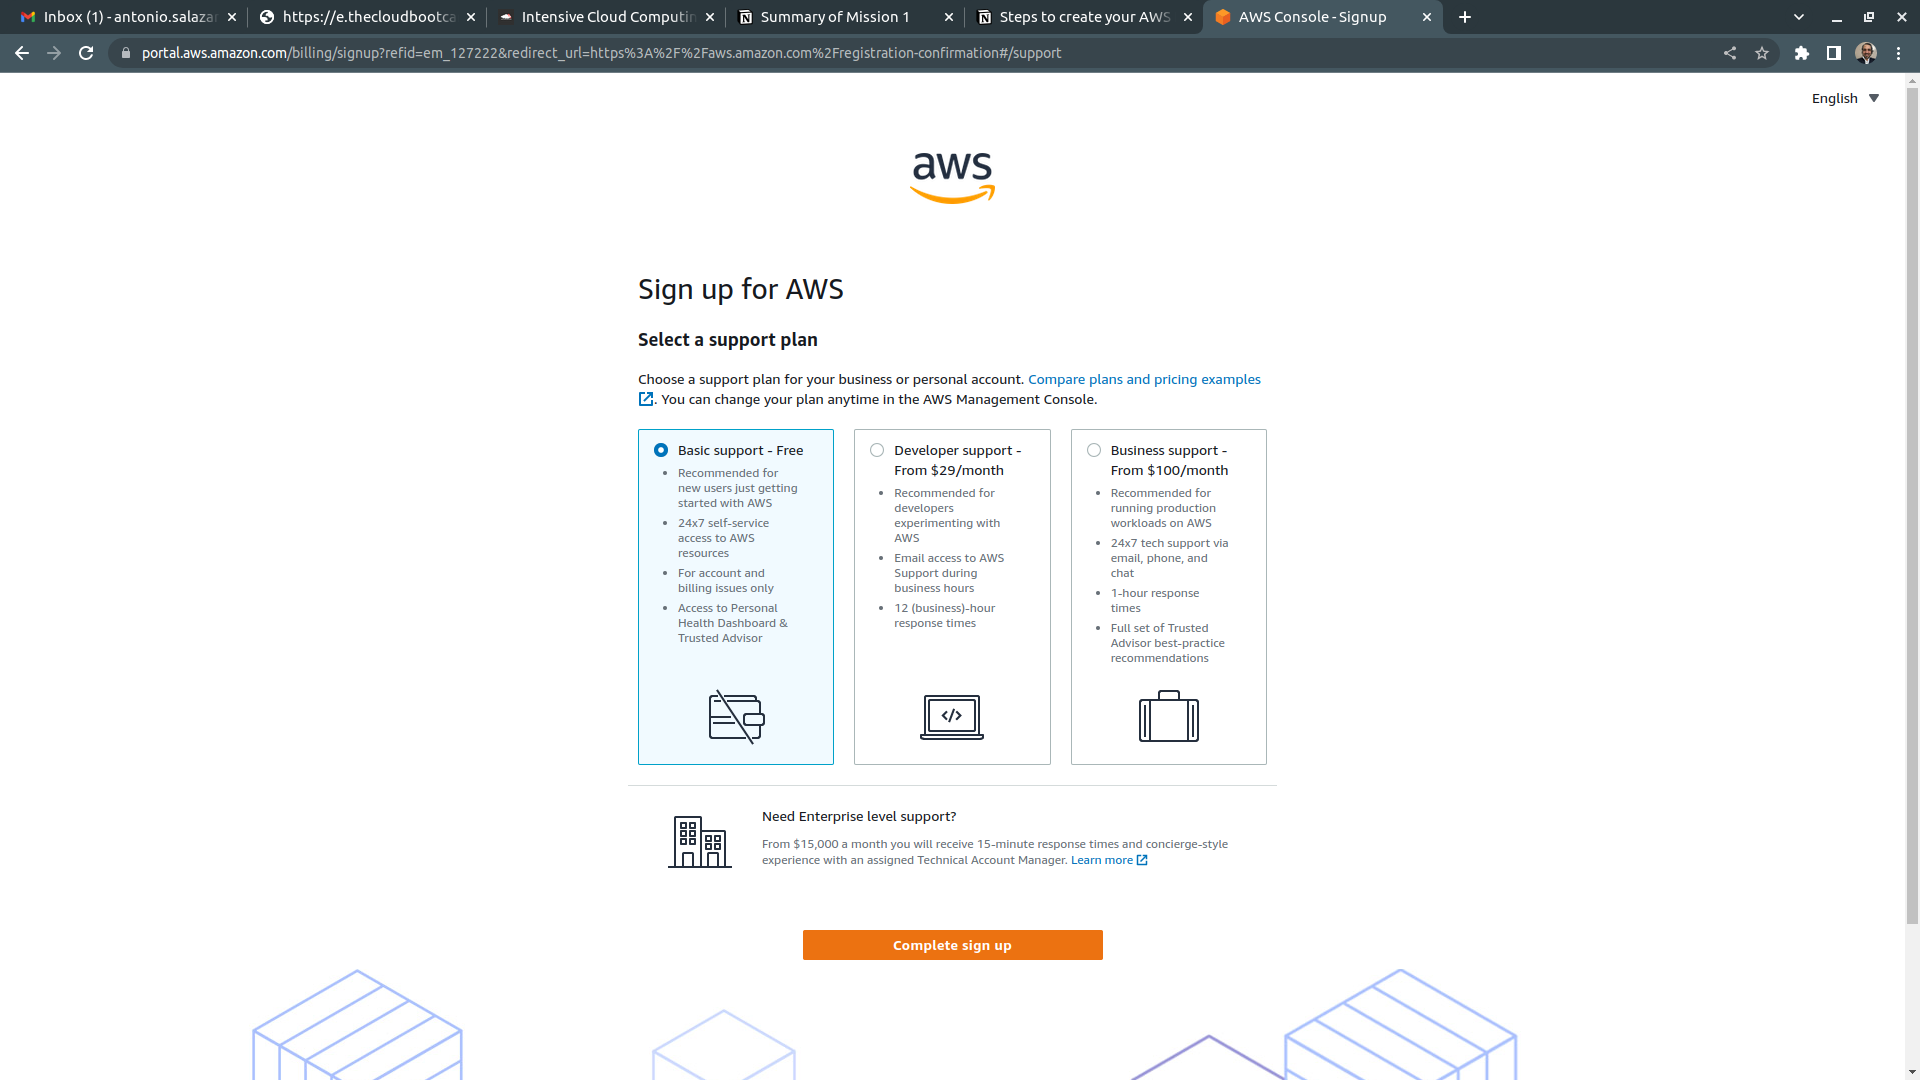 Inbox (1) - antonio.salaza
https://e.thecloudbootca
Intensive Cloud Computin
Summary of Mission 1
Steps to create your AWS
AWS Console - Signup
portal.aws.amazon.com/billing/signup?refid=em_127222&redirect_url=https%3A%2F%2Faws.amazon.com%2Fregistration-confirmation#/support
English
aws
Sign up for AWS
Select a support plan
Choose a support plan for your business or personal account. Compare plans and pricing examples
. You can change your plan anytime in the AWS Management Console.
Basic support - Free
• Recommended for
new users just getting
started with AWS
• 24x7 self-service
access to AWS
resources
• For account and
billing issues only
• Access to Personal
Health Dashboard &
Trusted Advisor
Developer support -
From $29/month
• Recommended for
developers
experimenting with
AWS
• Email access to AWS
Support during
business hours
• 12 (business)-hour
response times
</>
Business support -
From $100/month
• Recommended for
running production
workloads on AWS
• 24x7 tech support via
email, phone, and
chat
• 1-hour response
times
• Full set of Trusted
Advisor best-practice
recommendations
Need Enterprise level support?
From $15,000 a month you will receive 15-minute response times and concierge-style
experience with an assigned Technical Account Manager. Learn more
Complete sign up